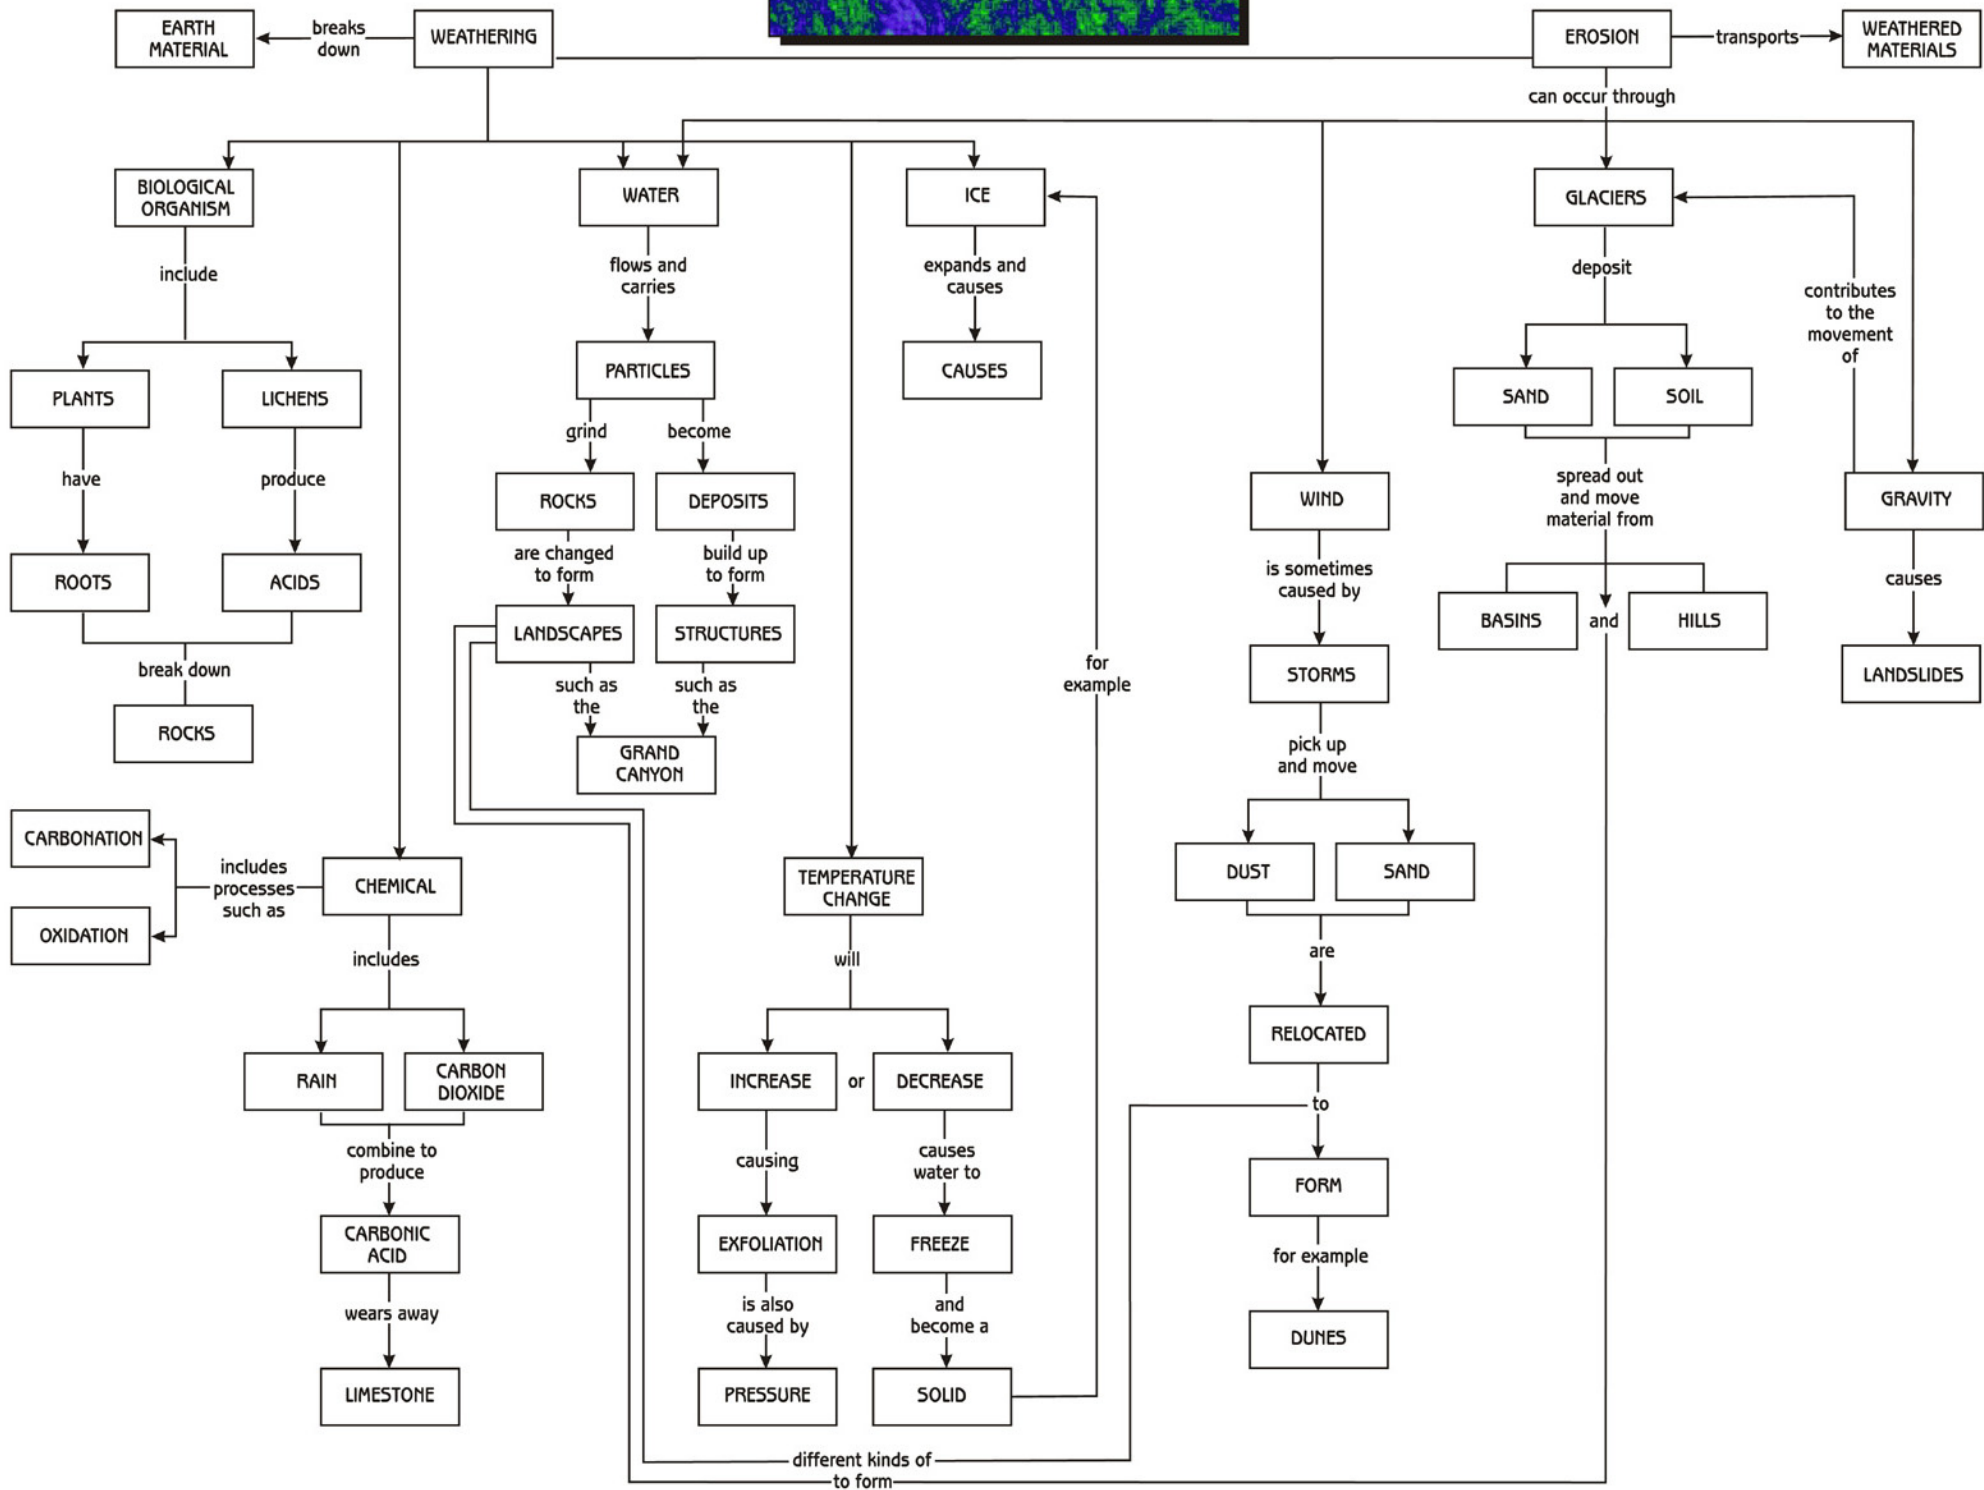 EARTH
MATERIAL
breaks
down
WEATHERING
EROSION
transports
WEATHERED
MATERIALS
can occur through
BIOLOGICAL
ORGANISM
WATER
ICE
GLACIERS
include
flows and
carries
expands and
causes
deposit
contributes
to the
movement
of
PLANTS
LICHENS
PARTICLES
CAUSES
SAND
SOIL
have
produce
grind
become
spread out
and move
material from
ROCKS
DEPOSITS
WIND
GRAVITY
are changed
to form
build up
to form
is sometimes
caused by
causes
ROOTS
ACIDS
LANDSCAPES
STRUCTURES
BASINS
and
HILLS
break down
such as
the
such as
the
for
example
STORMS
LANDSLIDES
ROCKS
GRAND
CANYON
pick up
and move
CARBONATION
includes
processes
such as
CHEMICAL
TEMPERATURE
CHANGE
DUST
SAND
OXIDATION
includes
will
are
RELOCATED
RAIN
CARBON
DIOXIDE
INCREASE
or
DECREASE
to
combine to
produce
causing
causes
water to
FORM
CARBONIC
ACID
EXFOLIATION
FREEZE
for example
wears away
is also
caused by
and
become a
DUNES
LIMESTONE
PRESSURE
SOLID
different kinds of
to form